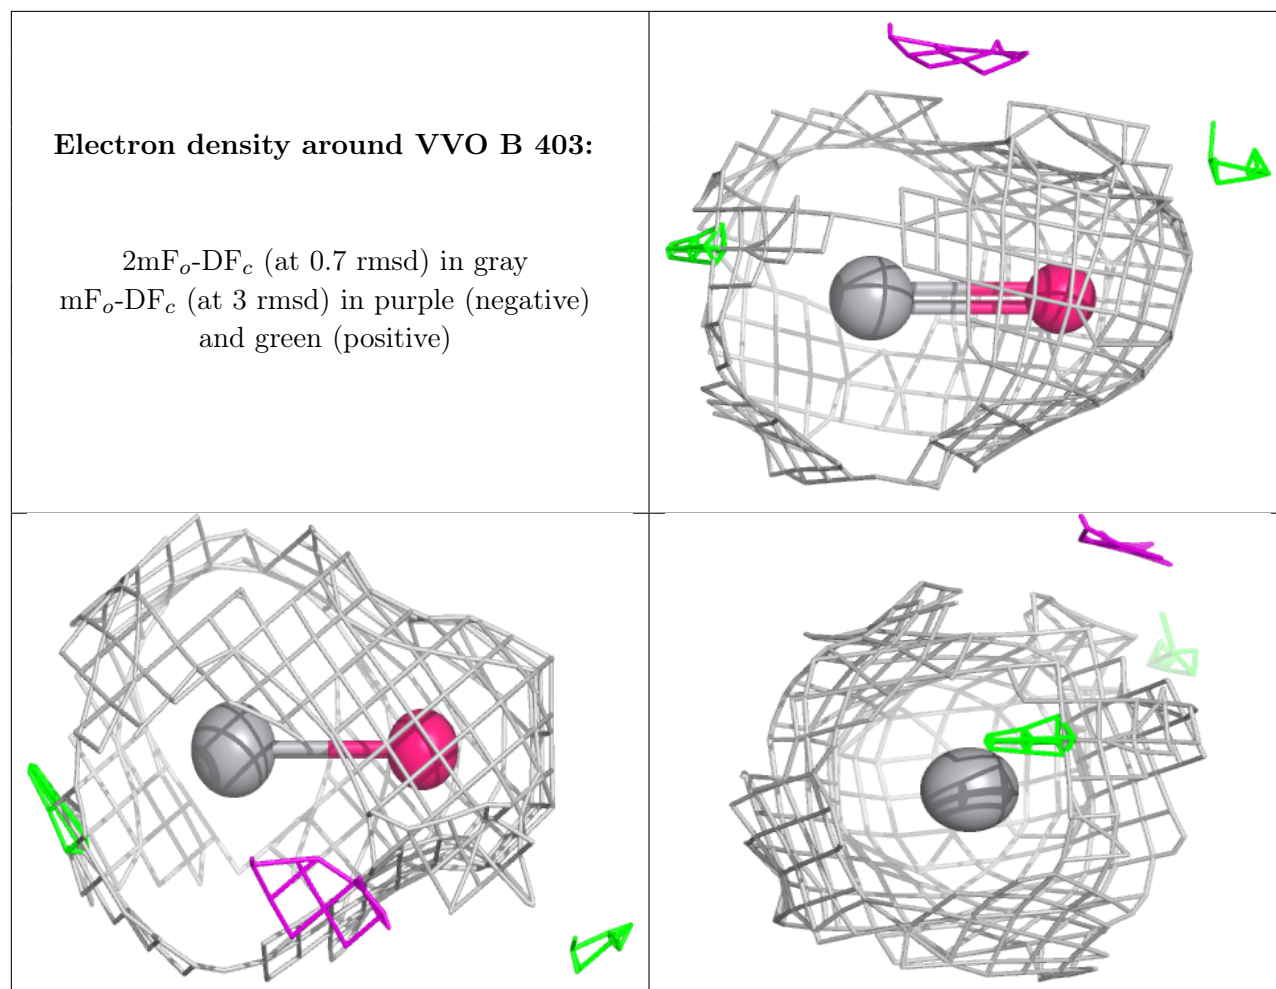 Electron density around VVO B 403:
2mFo-DFc (at 0.7 rmsd) in gray
mFo-DFc (at 3 rmsd) in purple (negative)
and green (positive)